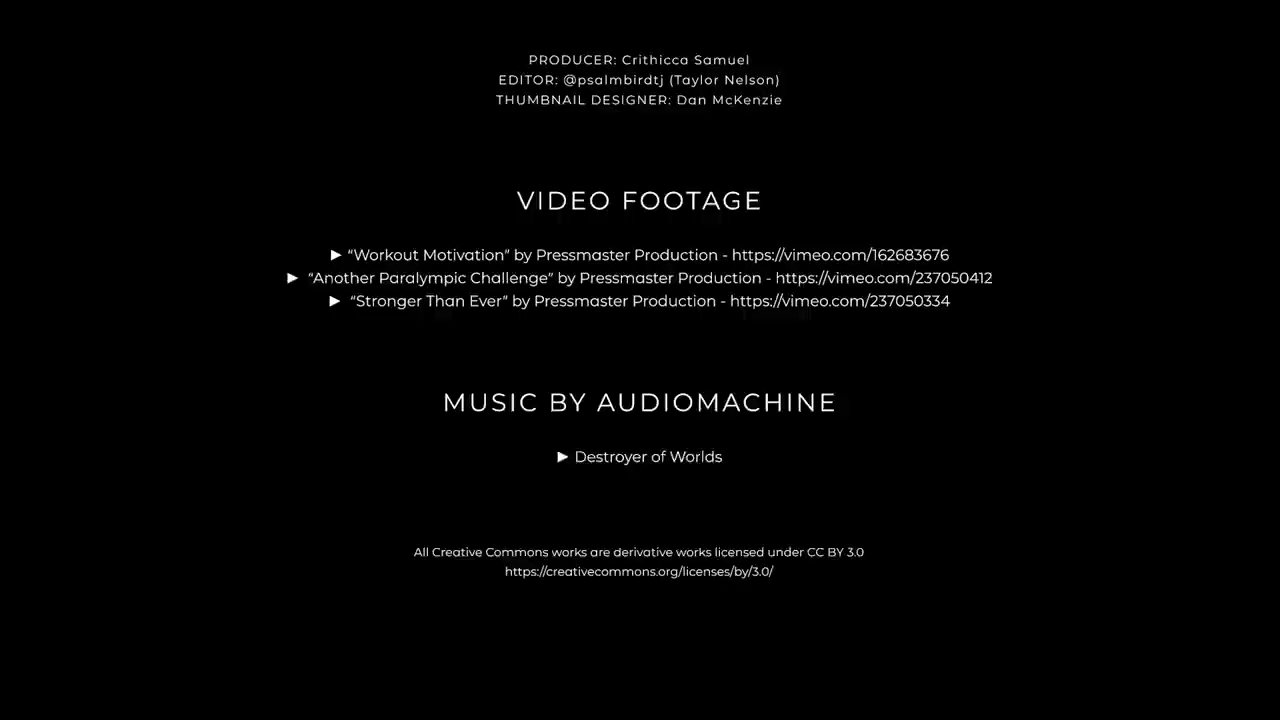 PRODUCER: Crithicca Samuel
EDITOR: @psalmbirdtj (Taylor Nelson)
THUMBNAIL DESIGNER: Dan McKenzie
VIDEO FOOTAGE
► “Workout Motivation” by Pressmaster Production - https://vimeo.com/162683676
► “Another Paralympic Challenge” by Pressmaster Production - https://vimeo.com/237050412
► “Stronger Than Ever” by Pressmaster Production - https://vimeo.com/237050334
MUSIC BY AUDIOMACHINE
► Destroyer of Worlds
All Creative Commons works are derivative works licensed under CC BY 3.0
https://creativecommons.org/licenses/by/3.0/